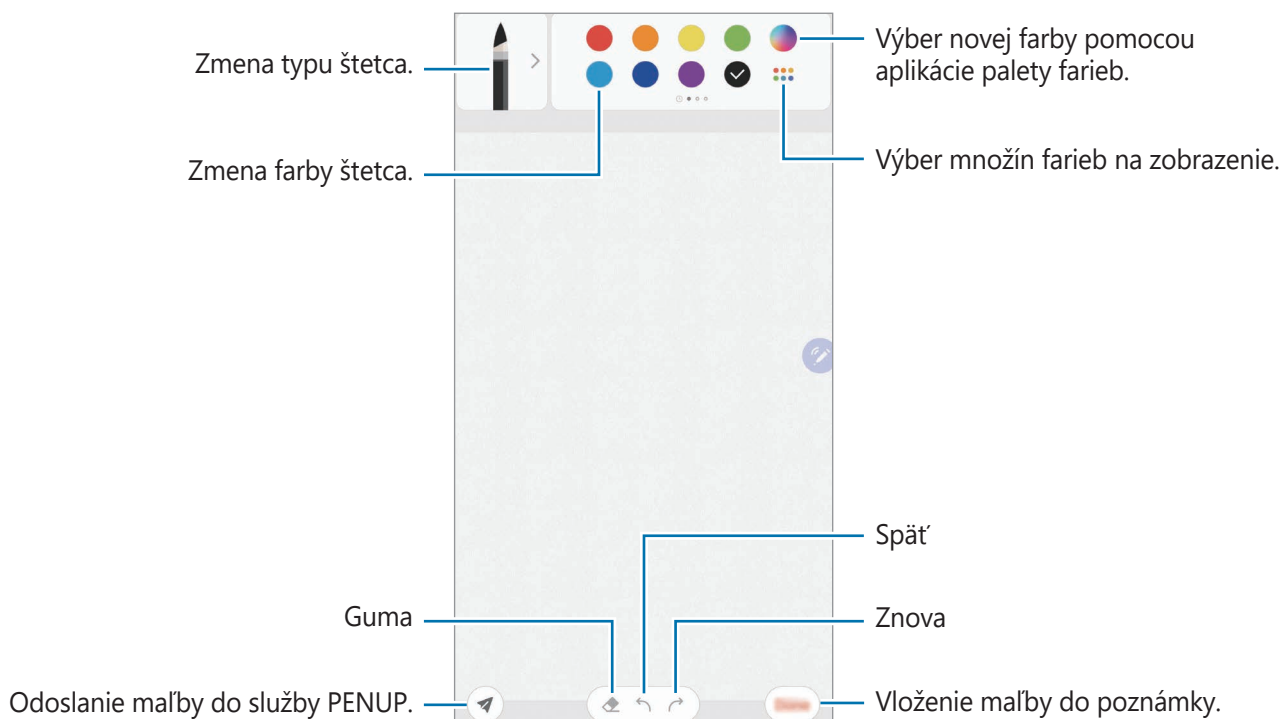 Zmena typu štetca.
Výber novej farby pomocou
aplikácie palety farieb.
Zmena farby štetca.
Výber množín farieb na zobrazenie.
Späť
Guma
Znova
Odoslanie maľby do služby PENUP.
Vloženie maľby do poznámky.